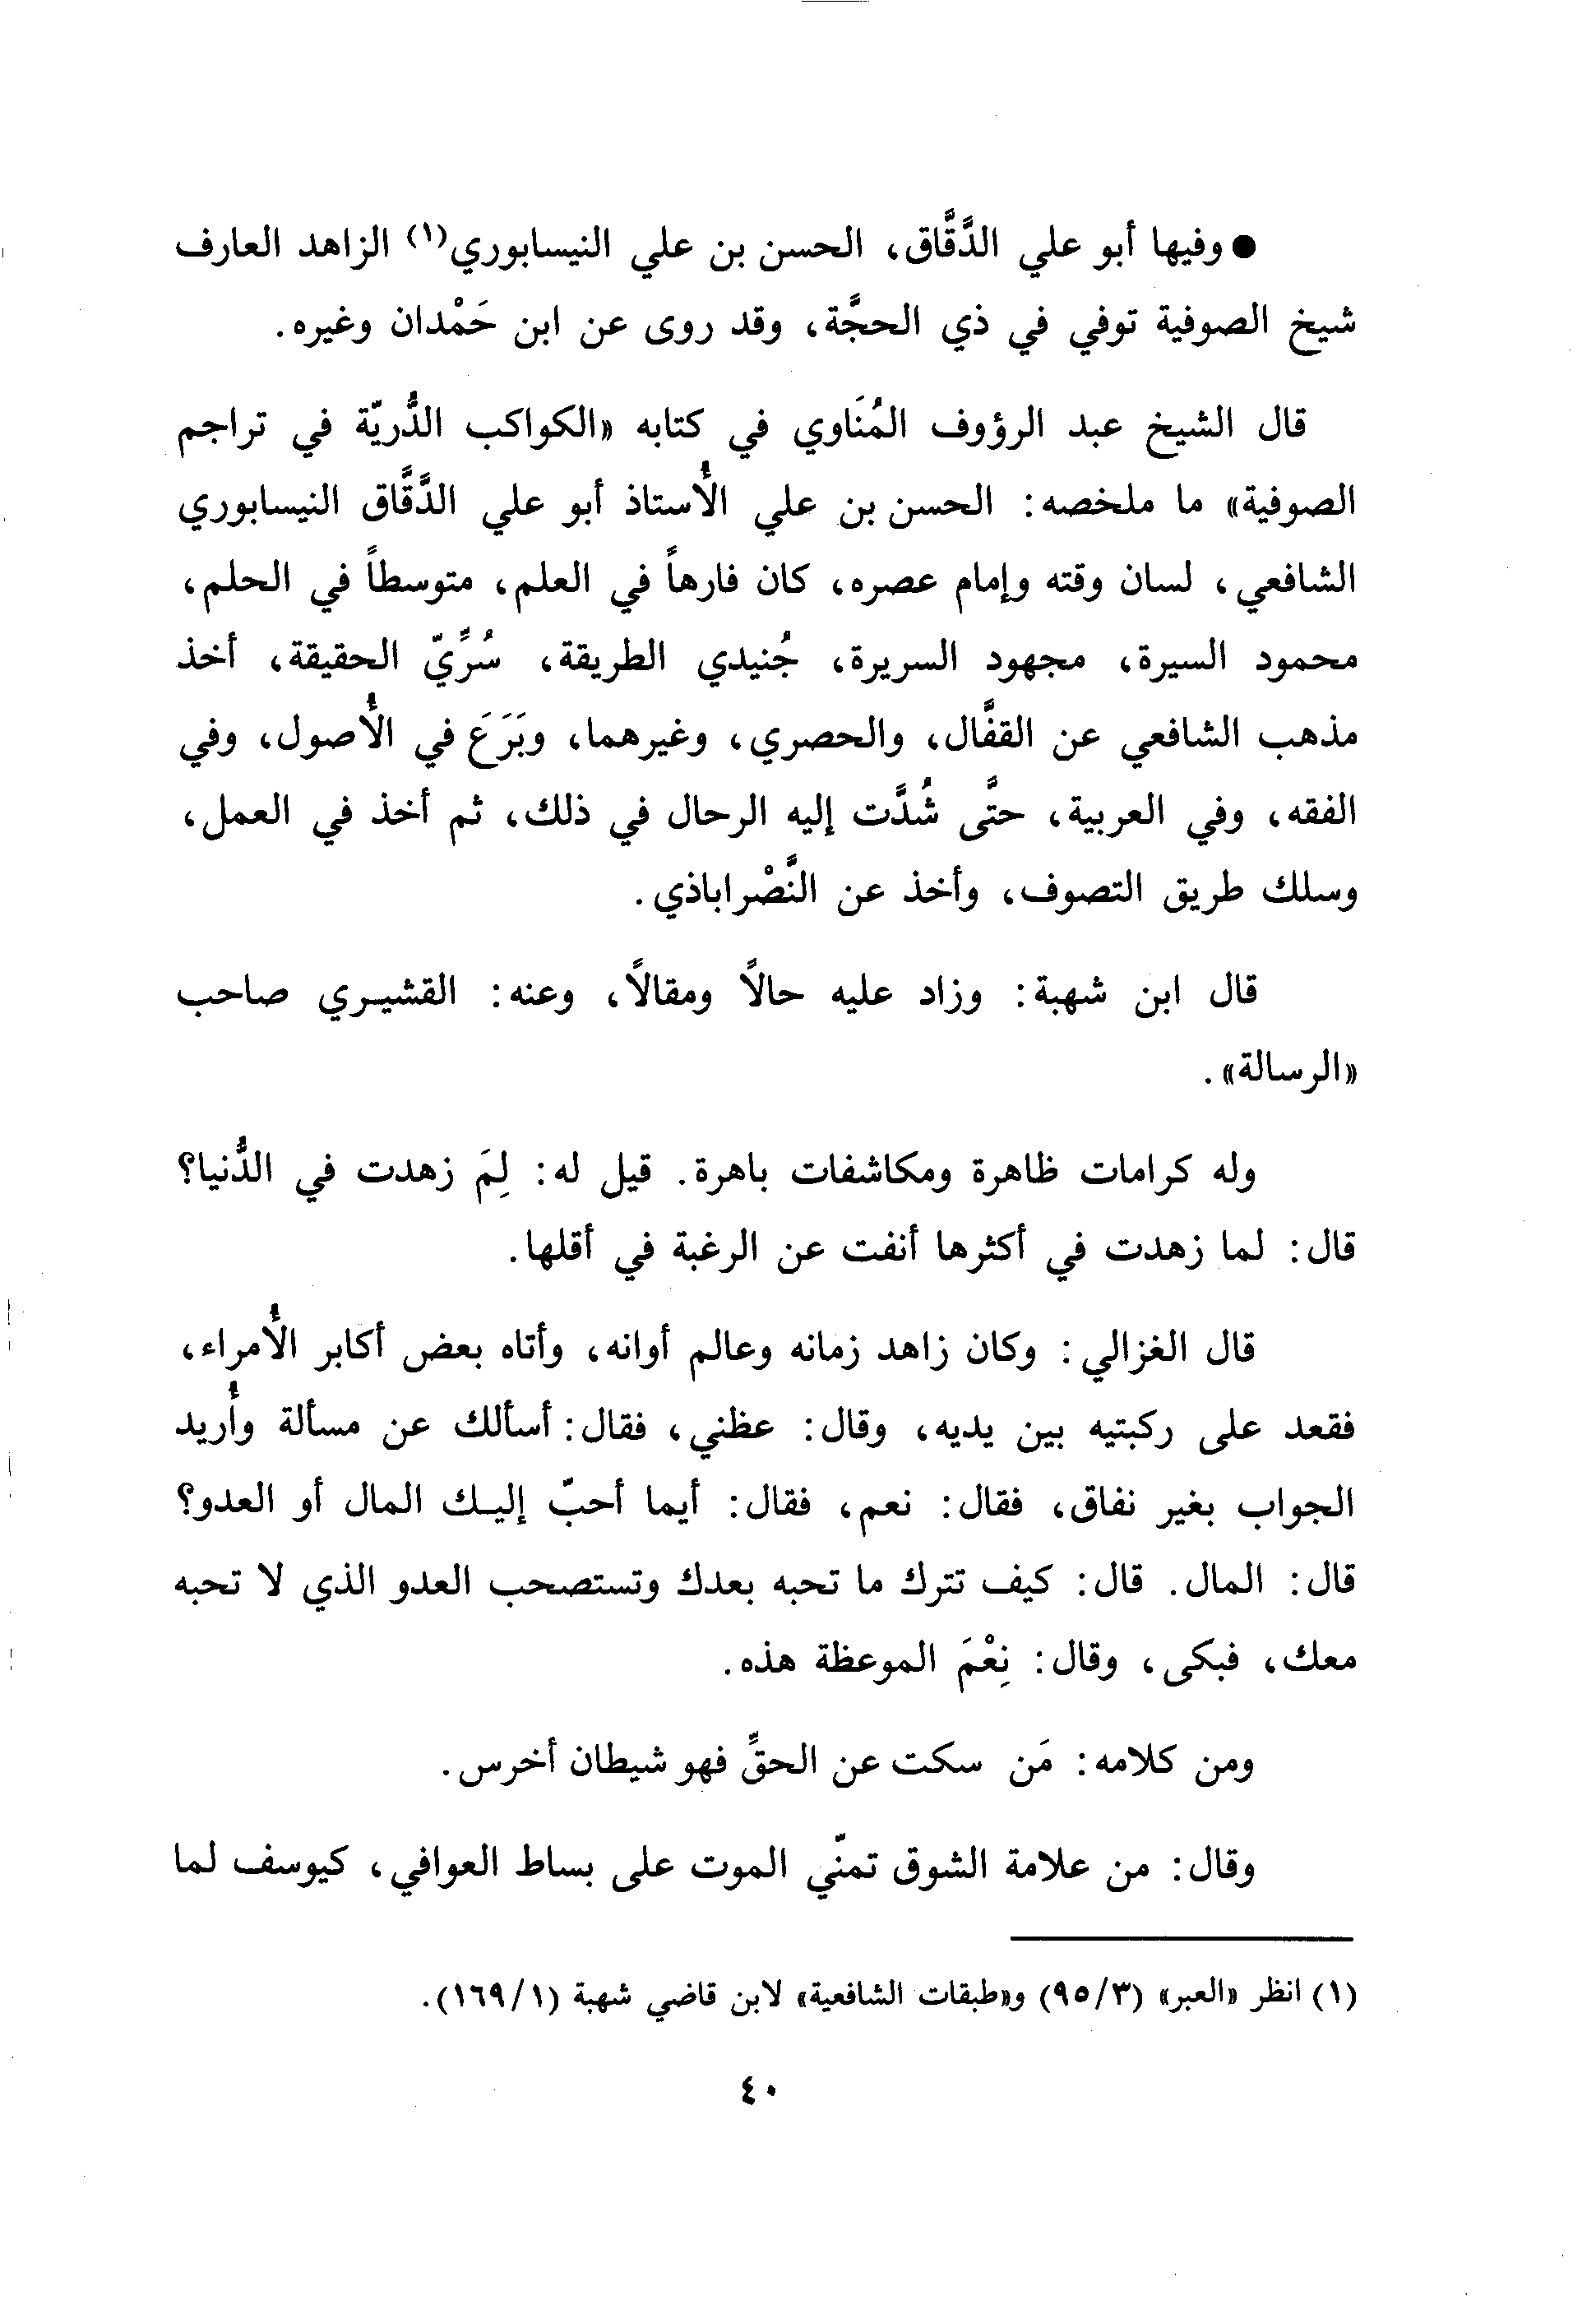 ● وفيها أبو علي الدَّقَّاق، الحسن بن علي النيسابوري(١) الزاهد العارف
شيخ الصوفية توفي في ذي الحجَّة، وقد روى عن ابن حَمْدان وغيره.
قال الشيخ عبد الرؤوف المُنَاوي في كتابه «الكواكب الدُّريّة في تراجم
الصوفية» ما ملخصه: الحسن بن علي الأُستاذ أبو علي الدَّقَّاق النيسابوري
الشافعي، لسان وقته وإمام عصره، كان فارهاً في العلم، متوسطاً في الحلم،
محمود السيرة، مجهود السريرة، جُنيدي الطريقة، سُرِّيّ الحقيقة، أخذ
مذهب الشافعي عن القفَّال، والحصري، وغيرهما، وبَرَعَ في الأُصول، وفي
الفقه، وفي العربية، حتَّى شُدَّت إليه الرحال في ذلك، ثم أخذ في العمل،
وسلك طريق التصوف، وأخذ عن النَّصْراباذي.
قال ابن شهبة: وزاد عليه حالاً ومقالاً، وعنه: القشيري صاحب
«الرسالة».
وله كرامات ظاهرة ومكاشفات باهرة. قيل له: لِمَ زهدت في الدُّنيا؟
قال: لما زهدت في أكثرها أنفت عن الرغبة في أقلها.
قال الغزالي: وكان زاهد زمانه وعالم أوانه، وأتاه بعض أكابر الأُمراء،
فقعد على ركبتيه بين يديه، وقال: عظني، فقال: أسألك عن مسألة وأُريد
الجواب بغير نفاق، فقال: نعم، فقال: أيما أحبّ إليك المال أو العدو؟
قال: المال. قال: كيف تترك ما تحبه بعدك وتستصحب العدو الذي لا تحبه
معك، فبكى، وقال: نِعْمَ الموعظة هذه.
ومن كلامه: مَن سكت عن الحقِّ فهو شيطان أخرس.
وقال: من علامة الشوق تمنّي الموت على بساط العوافي، كيوسف لما
(١) انظر «العبر» (٩٥/٣) و«طبقات الشافعية» لابن قاضي شهبة (١٦٩/١).
٤٠